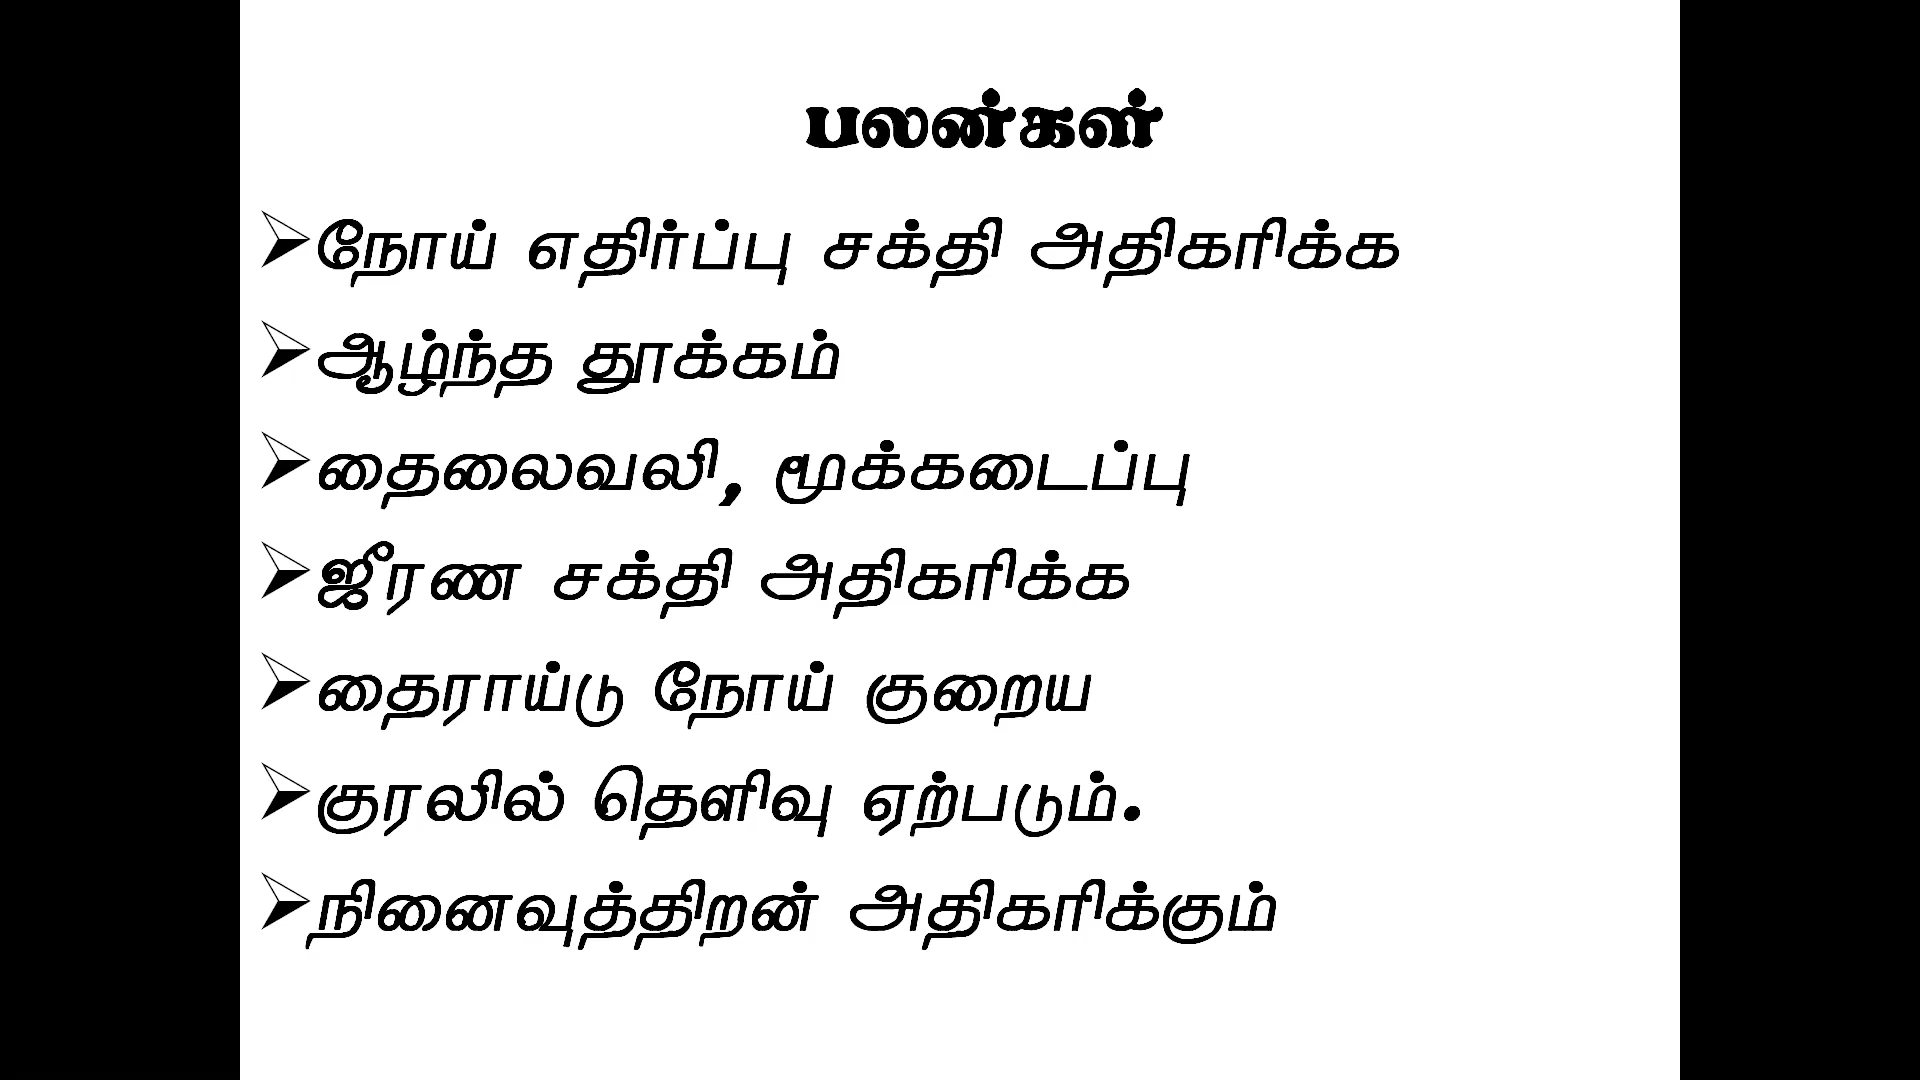 பலன்கள்
➢நோய் எதிர்ப்பு சக்தி அதிகரிக்க
➢ஆழ்ந்த தூக்கம்
➢தைலைவலி, மூக்கடைப்பு
➢ஜீரண சக்தி அதிகரிக்க
➢தைராய்டு நோய் குறைய
➢குரலில் தெளிவு ஏற்படும்.
➢நினைவுத்திறன் அதிகரிக்கும்